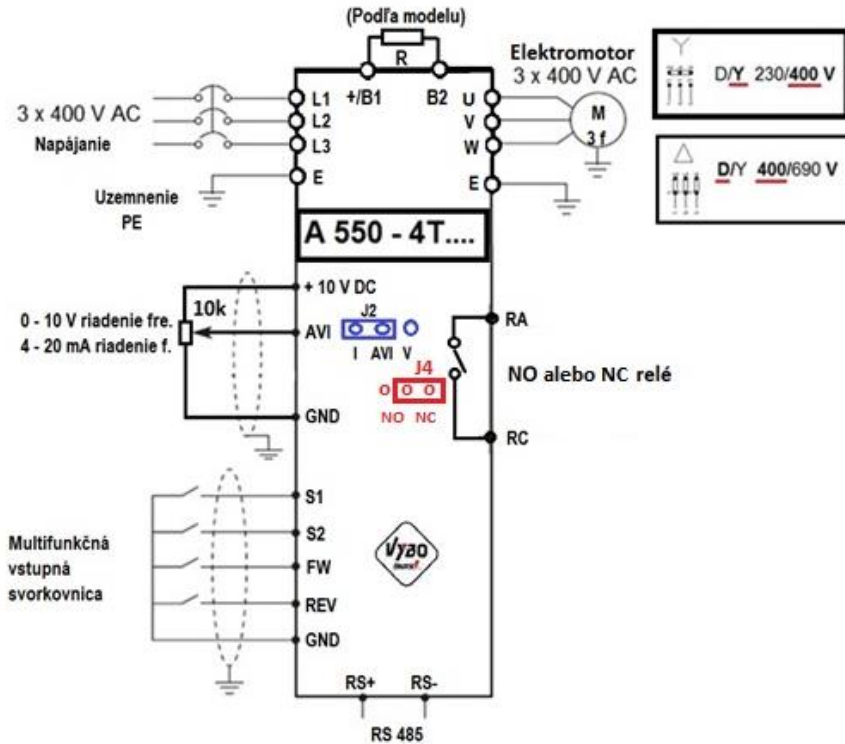 (Podľa modelu)
R
+/B1 B2
3 x 400 V AC
Napájanie
L1
L2
L3
E
Uzemnenie
PE
Elektromotor
3 x 400 V AC
U
V
W
E
M
3 f
D/Y 230/400 V
D/Y 400/690 V
A 550 - 4T....
+ 10 V DC
10k
0 - 10 V riadenie fre.
4 - 20 mA riadenie f.
AVI
GND
J2
I AVI V
J4
NO NC
RA
NO alebo NC relé
RC
Multifunkčná
vstupná
svorkovnica
S1
S2
FW
REV
GND
VYBO
RS+ RS-
RS 485